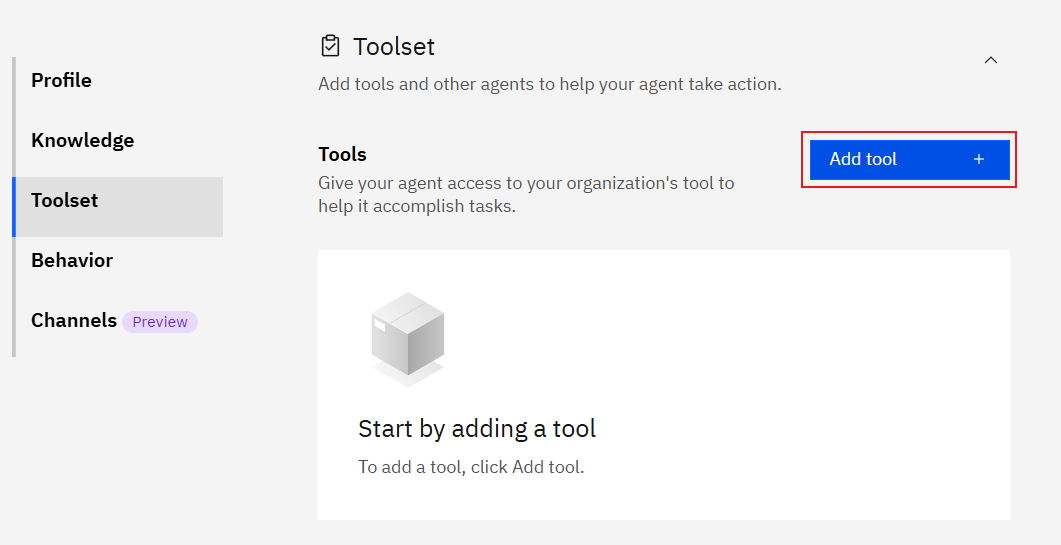 Profile
Knowledge
Toolset
Behavior
Channels Preview
Toolset
Add tools and other agents to help your agent take action.
Tools
Give your agent access to your organization's tool to
help it accomplish tasks.
Add tool +
Start by adding a tool
To add a tool, click Add tool.